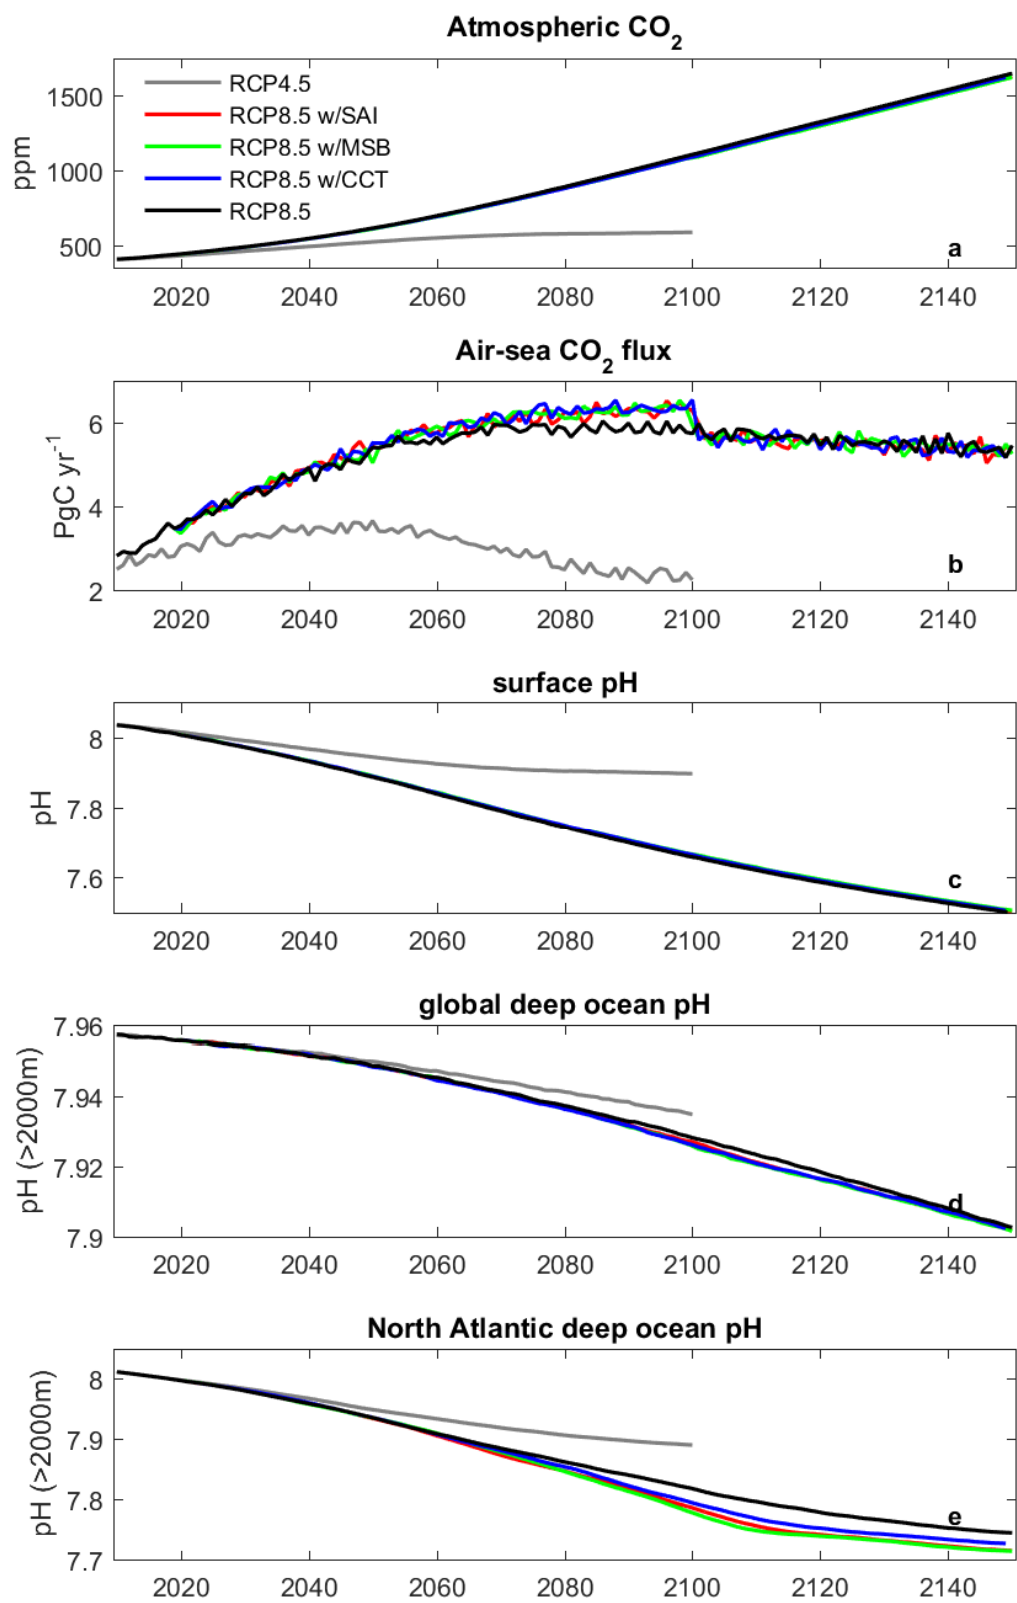 Atmospheric CO2
1500
1000
500
ppm
RCP4.5
RCP8.5 w/SAI
RCP8.5 w/MSB
RCP8.5 w/CCT
RCP8.5
a
2020 2040 2060 2080 2100 2120 2140
Air-sea CO2 flux
6
4
2
PgC yr-1
b
2020 2040 2060 2080 2100 2120 2140
surface pH
8
7.8
7.6
pH
c
2020 2040 2060 2080 2100 2120 2140
global deep ocean pH
7.96
7.94
7.92
7.9
pH (>2000m)
d
2020 2040 2060 2080 2100 2120 2140
North Atlantic deep ocean pH
8
7.9
7.8
7.7
pH (>2000m)
e
2020 2040 2060 2080 2100 2120 2140